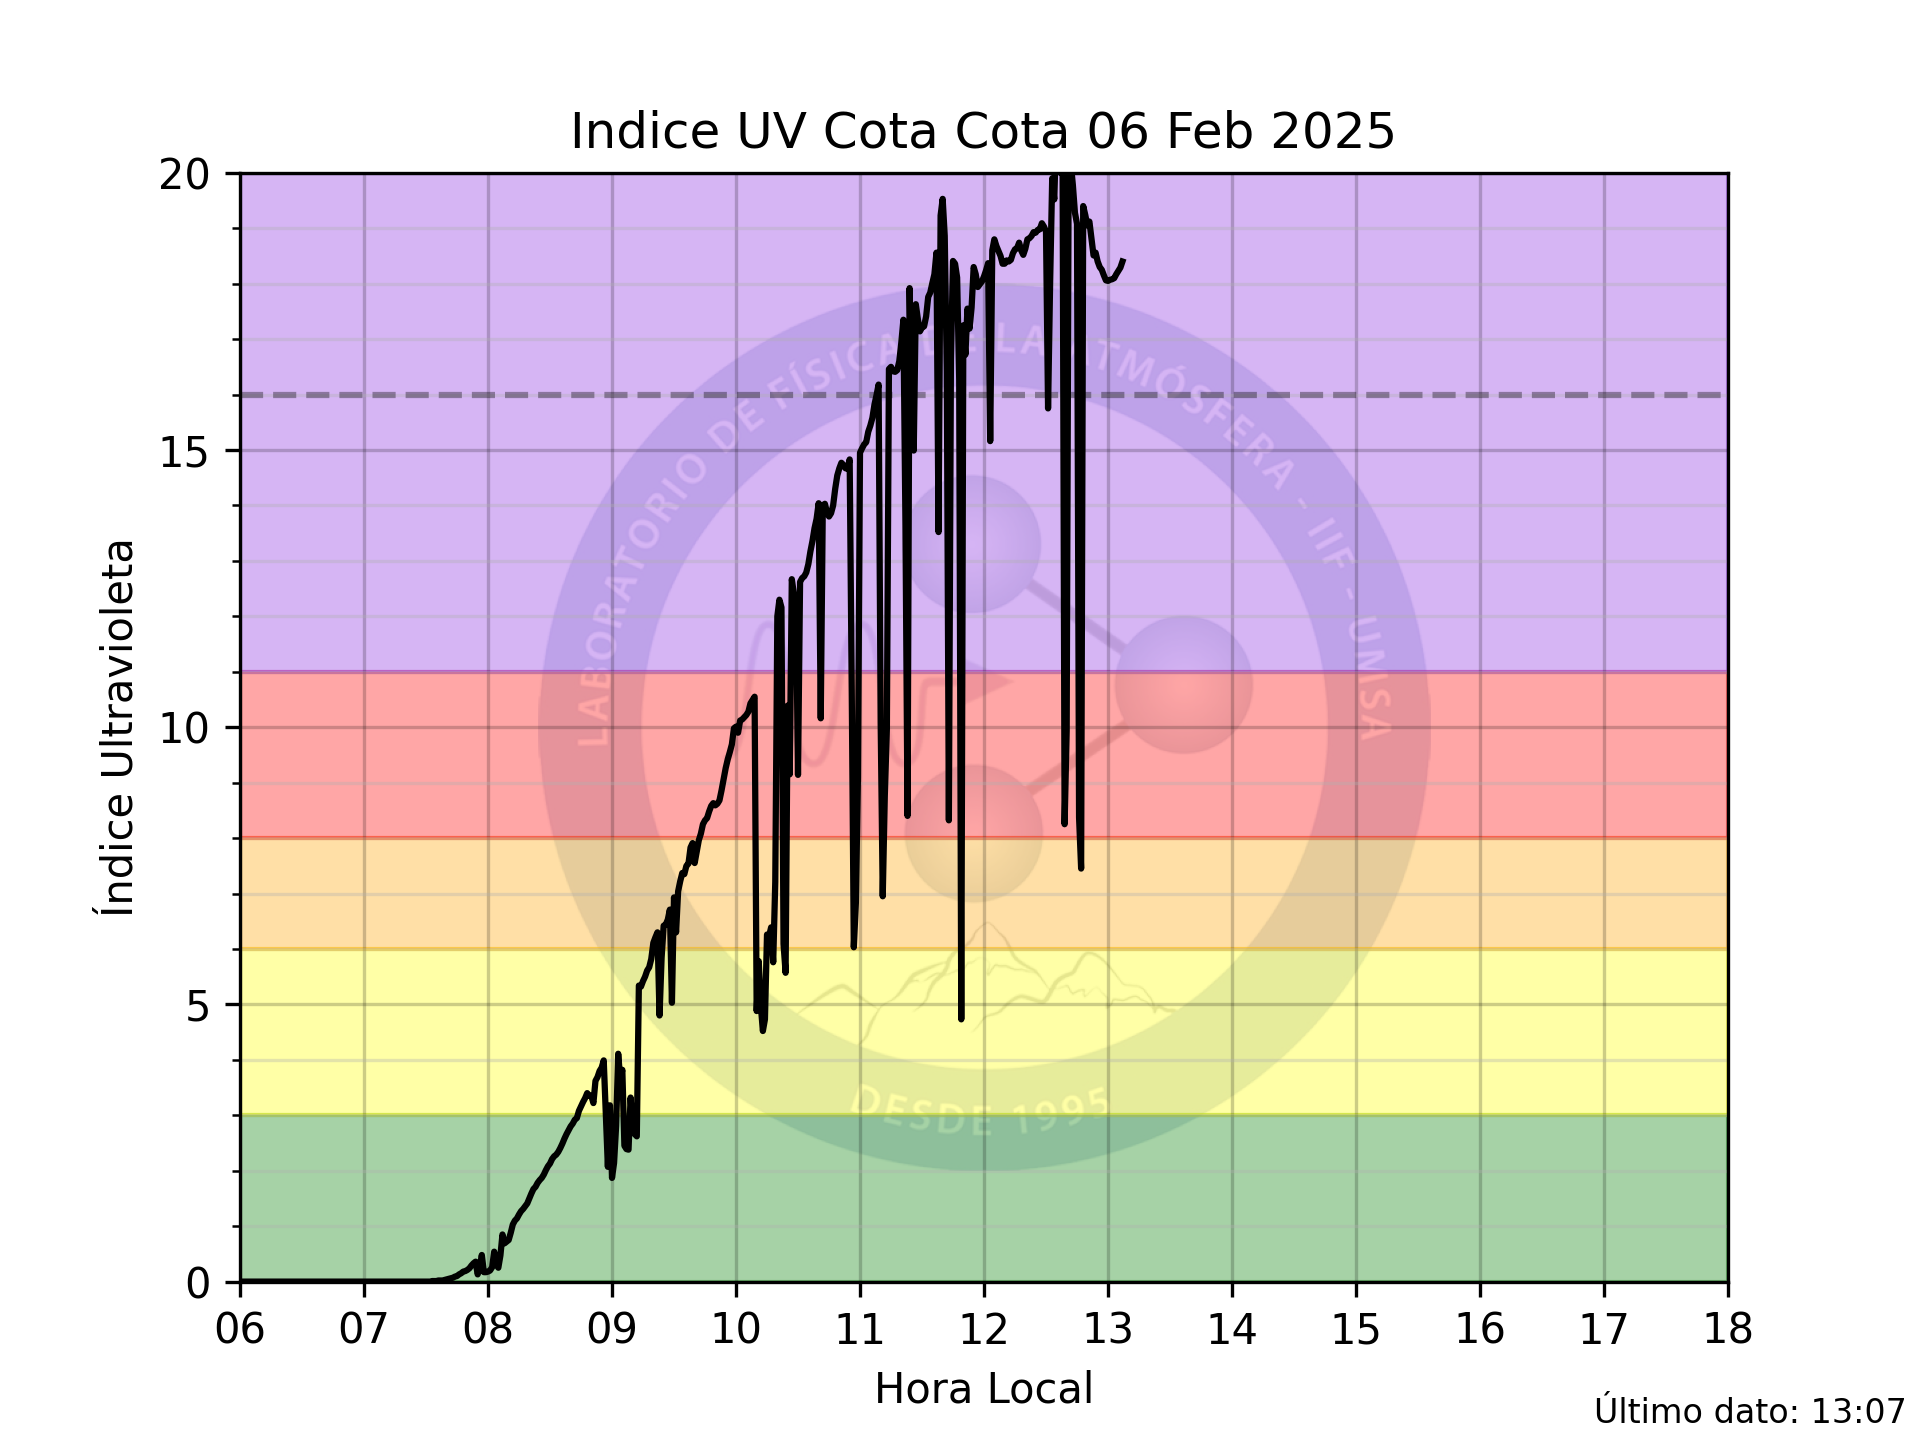 Indice UV Cota Cota 06 Feb 2025
20
15
10
5
0
Índice Ultravioleta
LABORATORIO DE FÍSICA DE LA ATMÓSFERA - IIF - UMSA
DESDE 1995
06 07 08 09 10 11 12 13 14 15 16 17 18
Hora Local
Último dato: 13:07